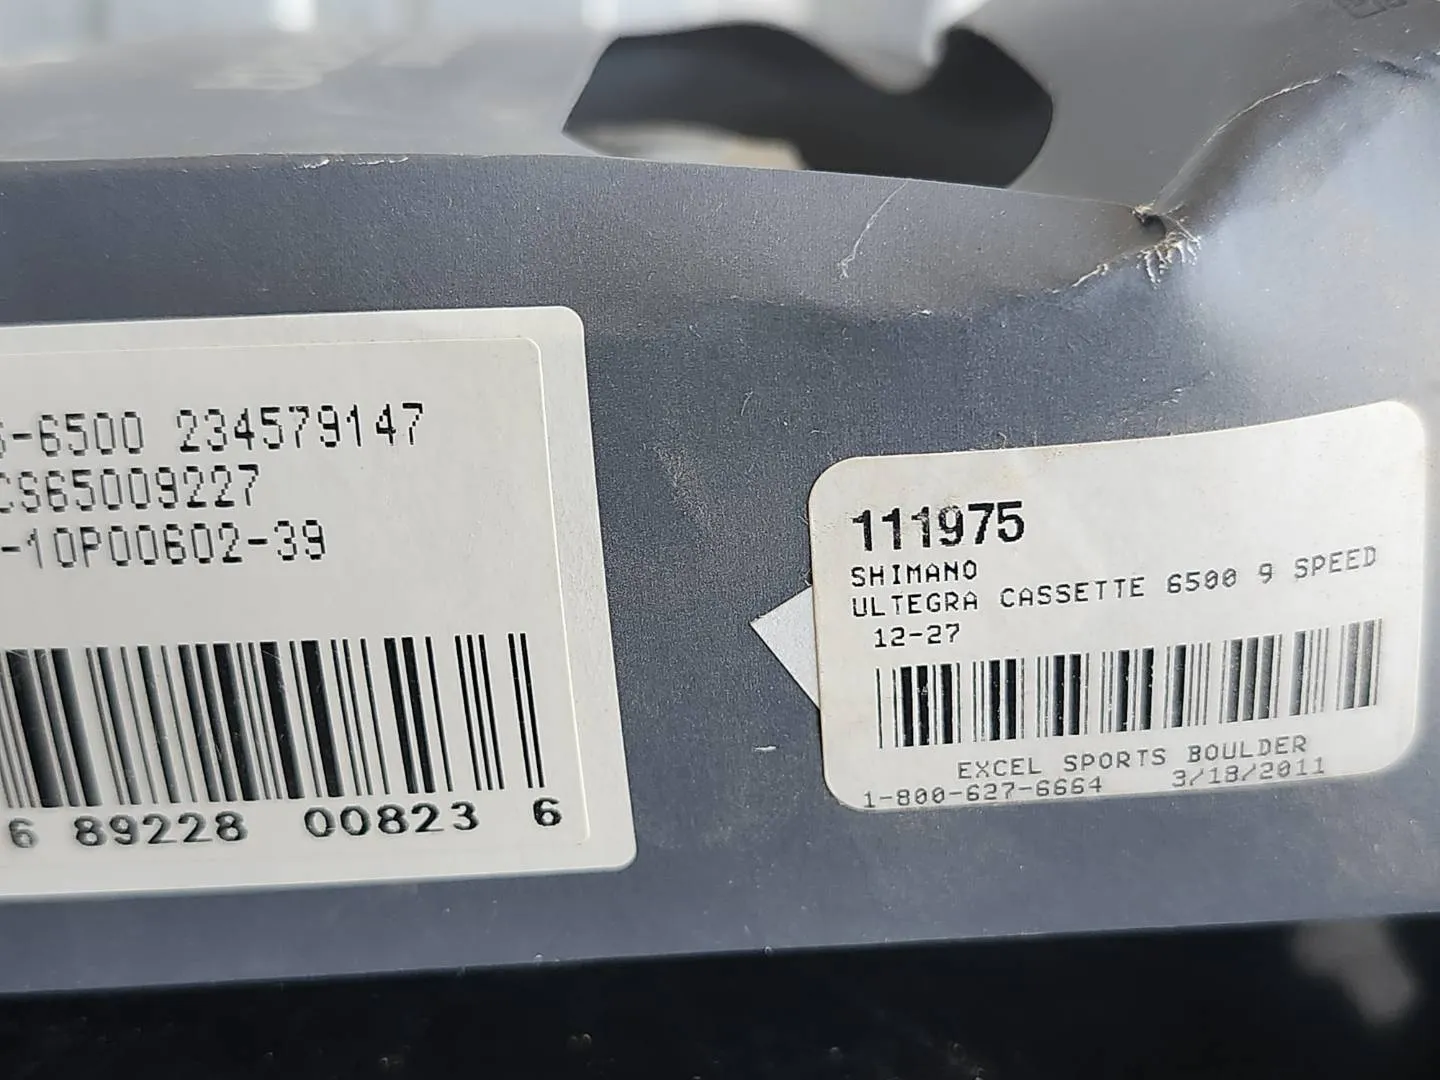 -6500 234579147
CS65009227
-10P00602-39
6 89228 00823 6
111975
SHIMANO
ULTEGRA CASSETTE 6500 9 SPEED
12-27
EXCEL SPORTS BOULDER
1-800-627-6664 3/18/2011